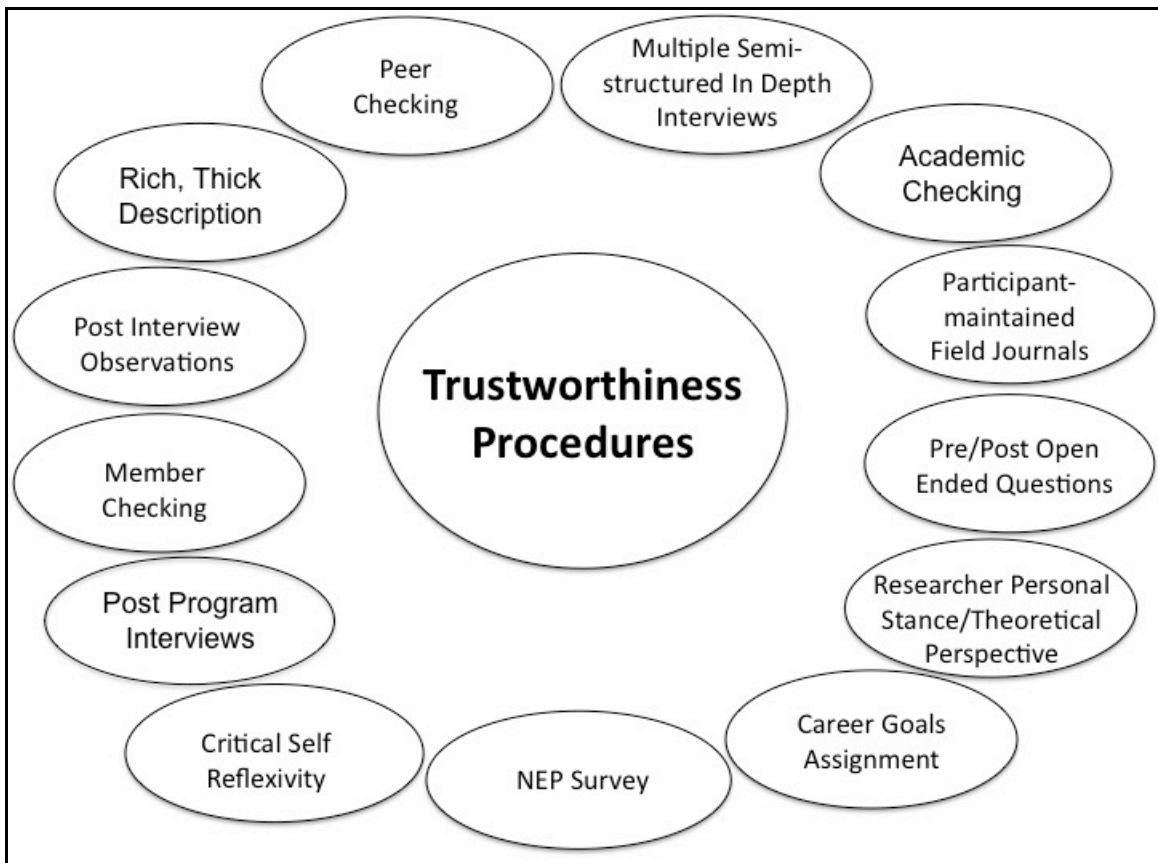 Peer
Checking
Multiple Semi-
structured In Depth
Interviews
Academic
Checking
Participant-
maintained
Field Journals
Pre/Post Open
Ended Questions
Researcher Personal
Stance/Theoretical
Perspective
Career Goals
Assignment
NEP Survey
Critical Self
Reflexivity
Post Program
Interviews
Member
Checking
Post Interview
Observations
Rich, Thick
Description
Trustworthiness
Procedures